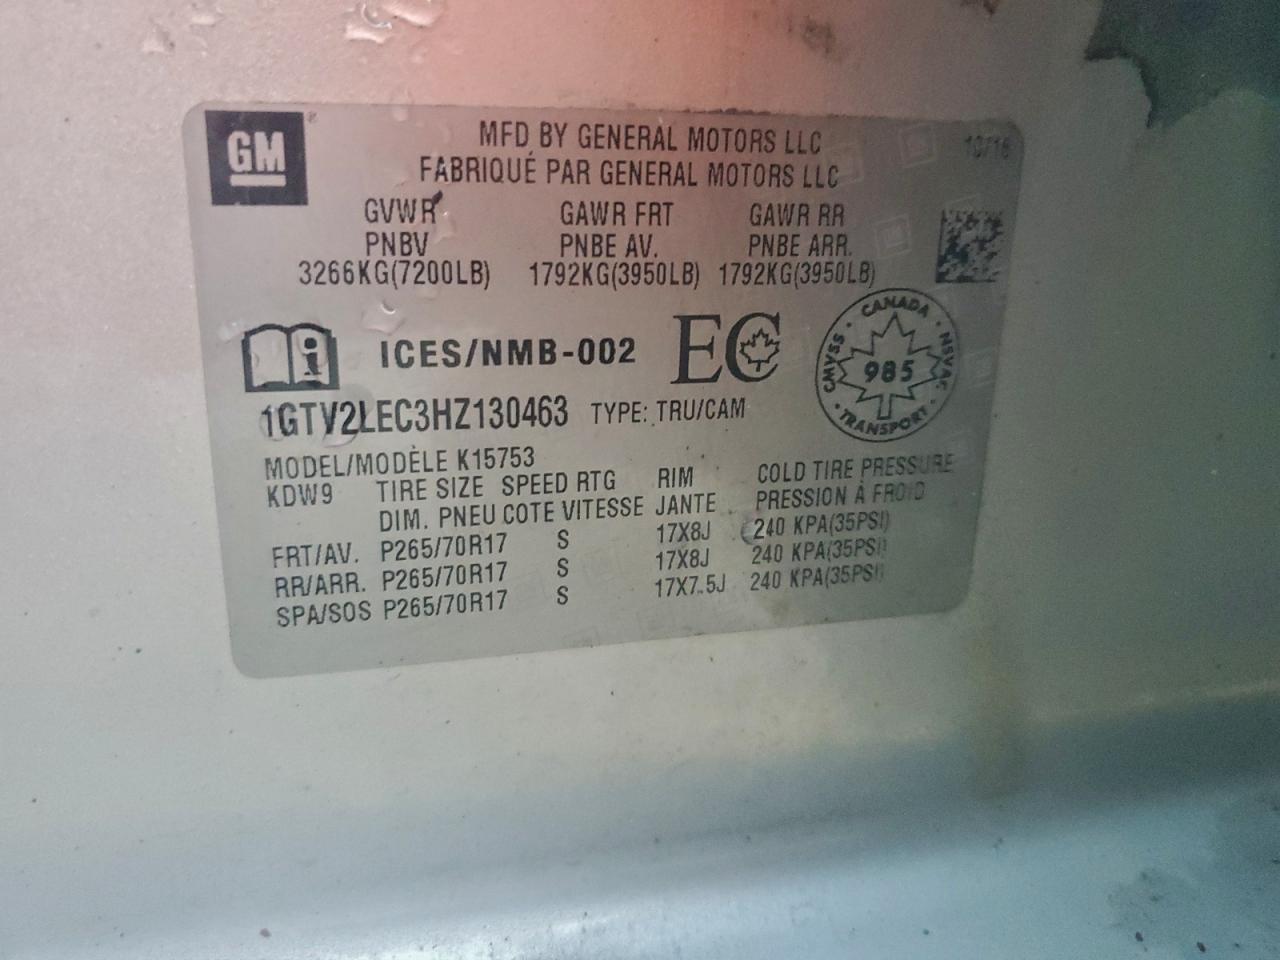 GM
MFD BY GENERAL MOTORS LLC
10/16
FABRIQUÉ PAR GENERAL MOTORS LLC
GVWR GAWR FRT GAWR RR
PNBV PNBE AV. PNBE ARR.
3266KG(7200LB) 1792KG(3950LB) 1792KG(3950LB)
i ICES/NMB-002 EC
CANADA
CMVSS 985 NSVAC
TRANSPORT
1GTV2LEC3HZ130463 TYPE: TRU/CAM
MODEL/MODÈLE K15753
KDW9 TIRE SIZE SPEED RTG RIM COLD TIRE PRESSURE
DIM. PNEU COTE VITESSE JANTE PRESSION À FROID
FRT/AV. P265/70R17 S 17X8J 240 KPA(35PSI)
RR/ARR. P265/70R17 S 17X8J 240 KPA(35PSI)
SPA/SOS P265/70R17 S 17X7.5J 240 KPA(35PSI)